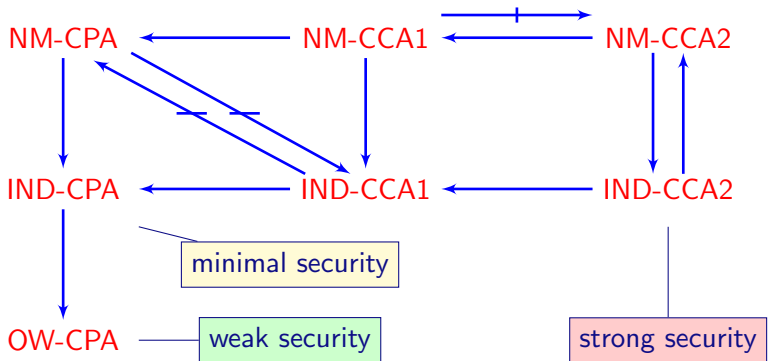 NM-CPA NM-CCA1 NM-CCA2
IND-CPA IND-CCA1 IND-CCA2
minimal security
OW-CPA weak security strong security